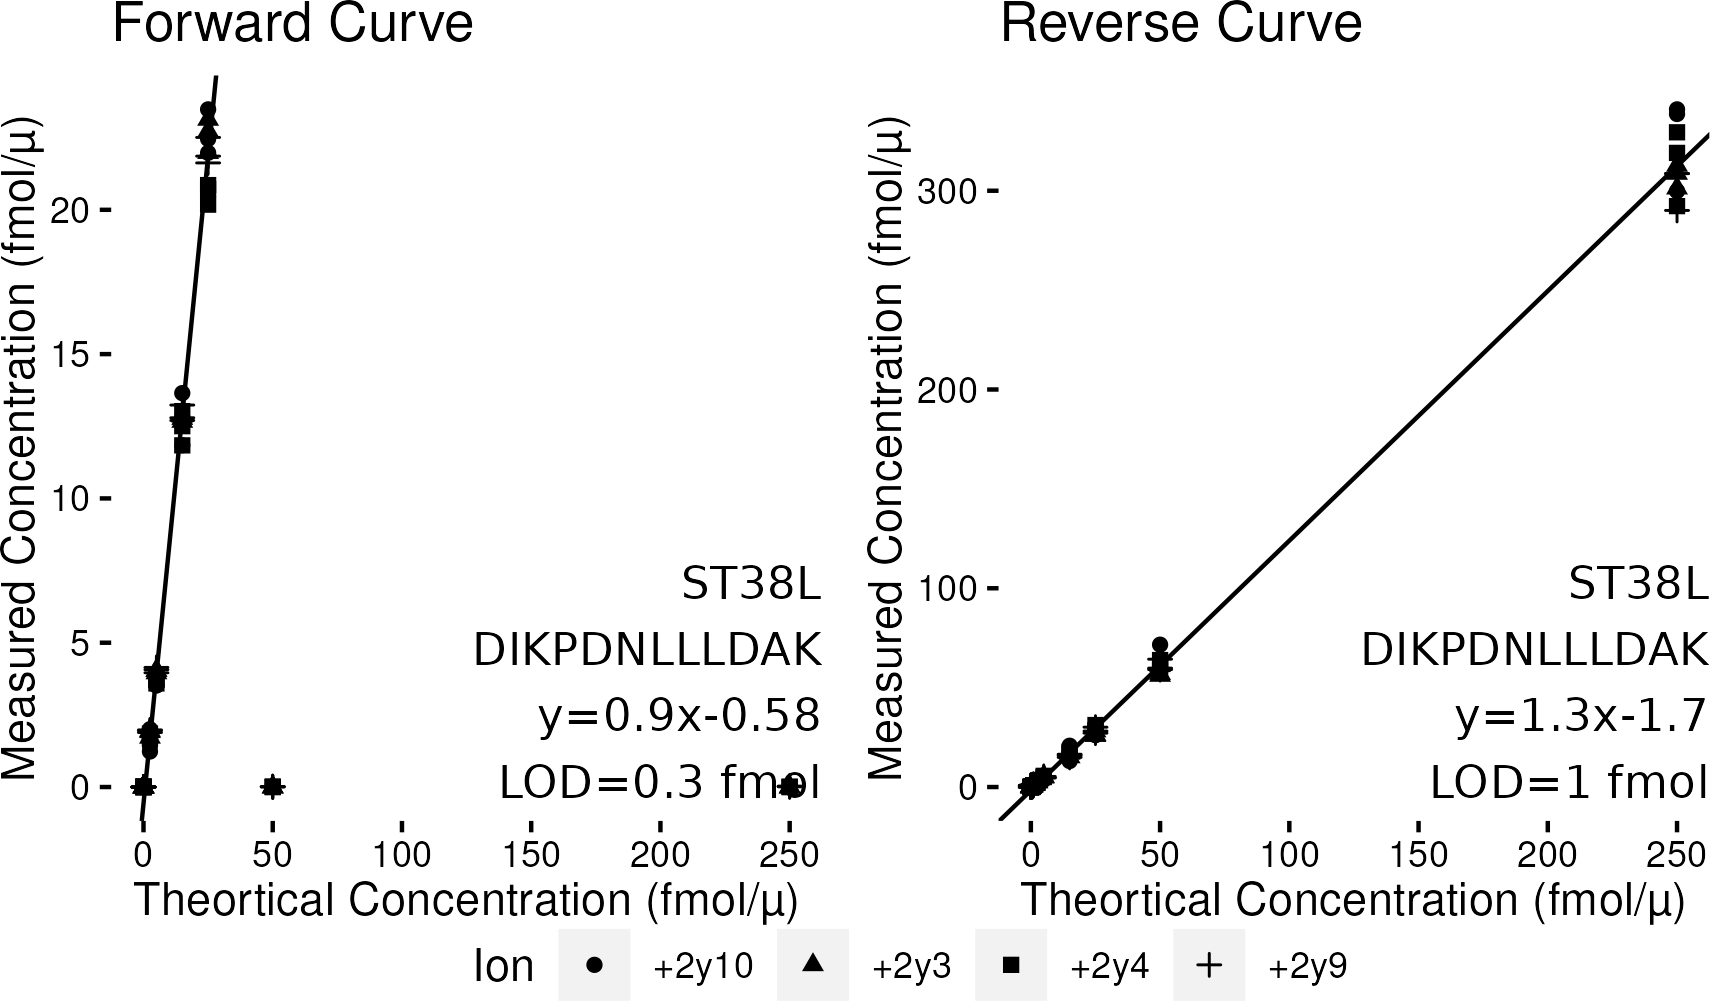 Forward Curve
Measured Concentration (fmol/µ)
20
15
10
5
0
ST38L
DIKPDNLLLDAK
y=0.9x-0.58
LOD=0.3 fmol
0 50 100 150 200 250
Theortical Concentration (fmol/µ)
Reverse Curve
Measured Concentration (fmol/µ)
300
200
100
0
ST38L
DIKPDNLLLDAK
y=1.3x-1.7
LOD=1 fmol
0 50 100 150 200 250
Theortical Concentration (fmol/µ)
Ion +2y10 +2y3 +2y4 +2y9